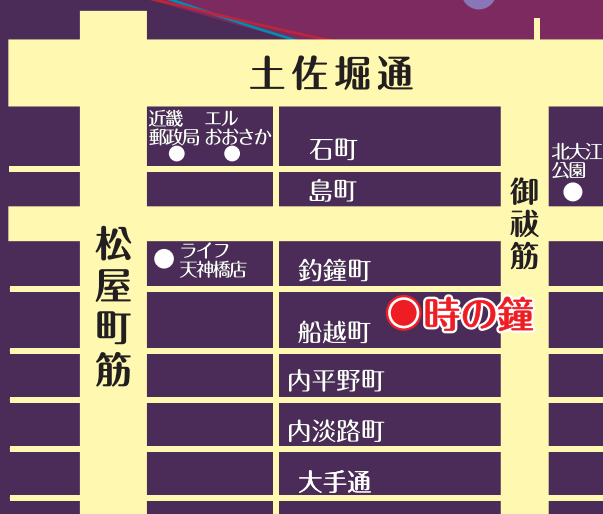 土佐堀通
近畿
郵政局
エル
おおさか
石町
北大江
公園
島町
御祓筋
松屋町筋
ライフ
天神橋店
釣鐘町
時の鐘
船越町
内平野町
内淡路町
大手通